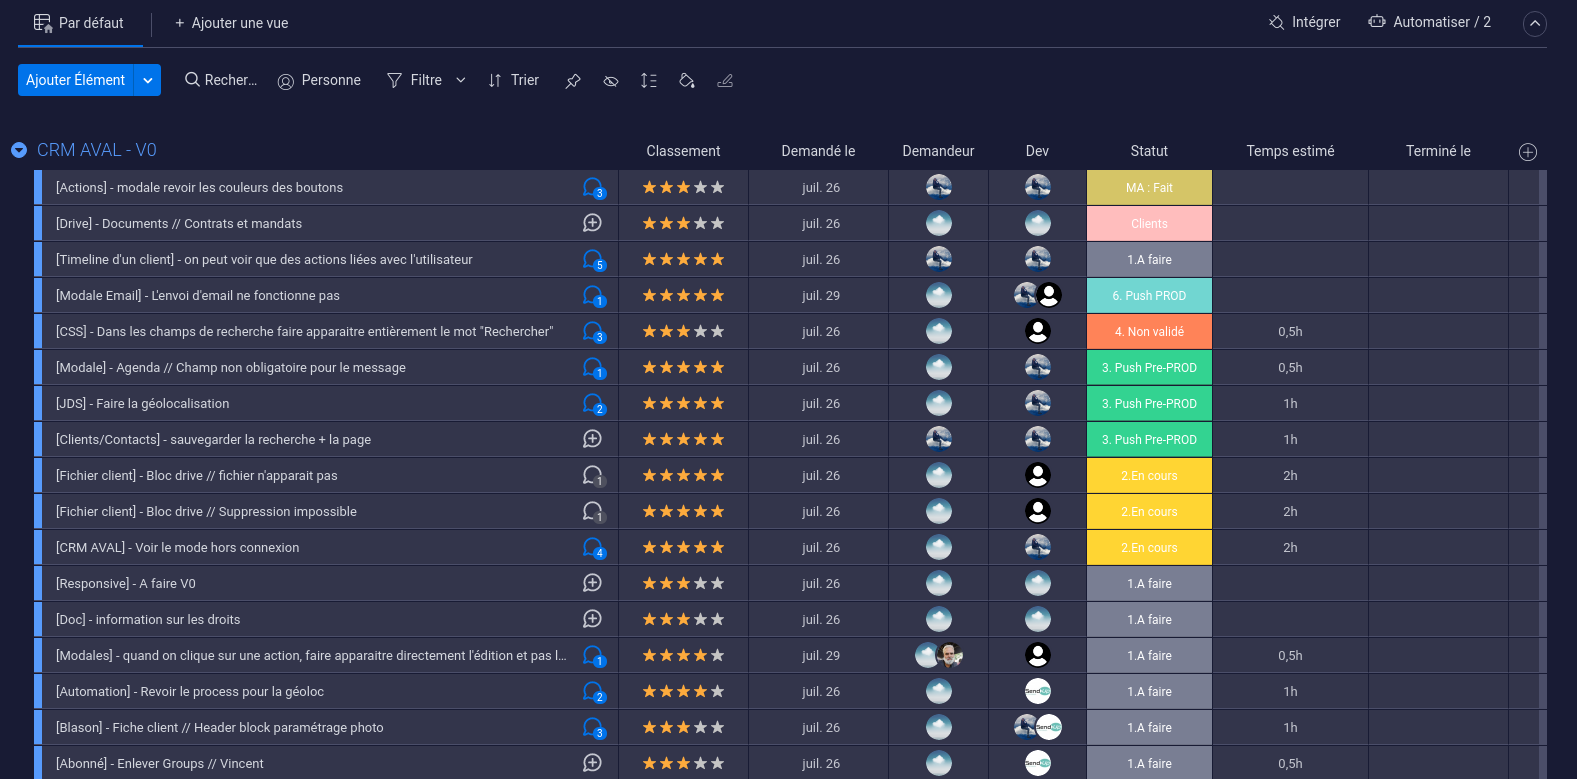 Par défaut + Ajouter une vue Intégrer Automatiser / 2
Ajouter Élément Recher... Personne Filtre Trier
CRM AVAL - V0 Classement Demandé le Demandeur Dev Statut Temps estimé Terminé le
[Actions] - modale revoir les couleurs des boutons 3 juil. 26 MA : Fait
[Drive] - Documents // Contrats et mandats juil. 26 Clients
[Timeline d'un client] - on peut voir que des actions liées avec l'utilisateur 5 juil. 26 1.A faire
[Modale Email] - L'envoi d'email ne fonctionne pas 1 juil. 29 6. Push PROD
[CSS] - Dans les champs de recherche faire apparaitre entièrement le mot "Rechercher" 3 juil. 26 4. Non validé 0,5h
[Modale] - Agenda // Champ non obligatoire pour le message 1 juil. 26 3. Push Pre-PROD 0,5h
[JDS] - Faire la géolocalisation 2 juil. 26 3. Push Pre-PROD 1h
[Clients/Contacts] - sauvegarder la recherche + la page juil. 26 3. Push Pre-PROD 1h
[Fichier client] - Bloc drive // fichier n'apparait pas 1 juil. 26 2.En cours 2h
[Fichier client] - Bloc drive // Suppression impossible 1 juil. 26 2.En cours 2h
[CRM AVAL] - Voir le mode hors connexion 4 juil. 26 2.En cours 2h
[Responsive] - A faire V0 juil. 26 1.A faire
[Doc] - information sur les droits juil. 26 1.A faire
[Modales] - quand on clique sur une action, faire apparaitre directement l'édition et pas l... 1 juil. 29 1.A faire 0,5h
[Automation] - Revoir le process pour la géoloc 2 juil. 26 Send 1.A faire 1h
[Blason] - Fiche client // Header block paramétrage photo 3 juil. 26 Send 1.A faire 1h
[Abonné] - Enlever Groups // Vincent juil. 26 Send 1.A faire 0,5h